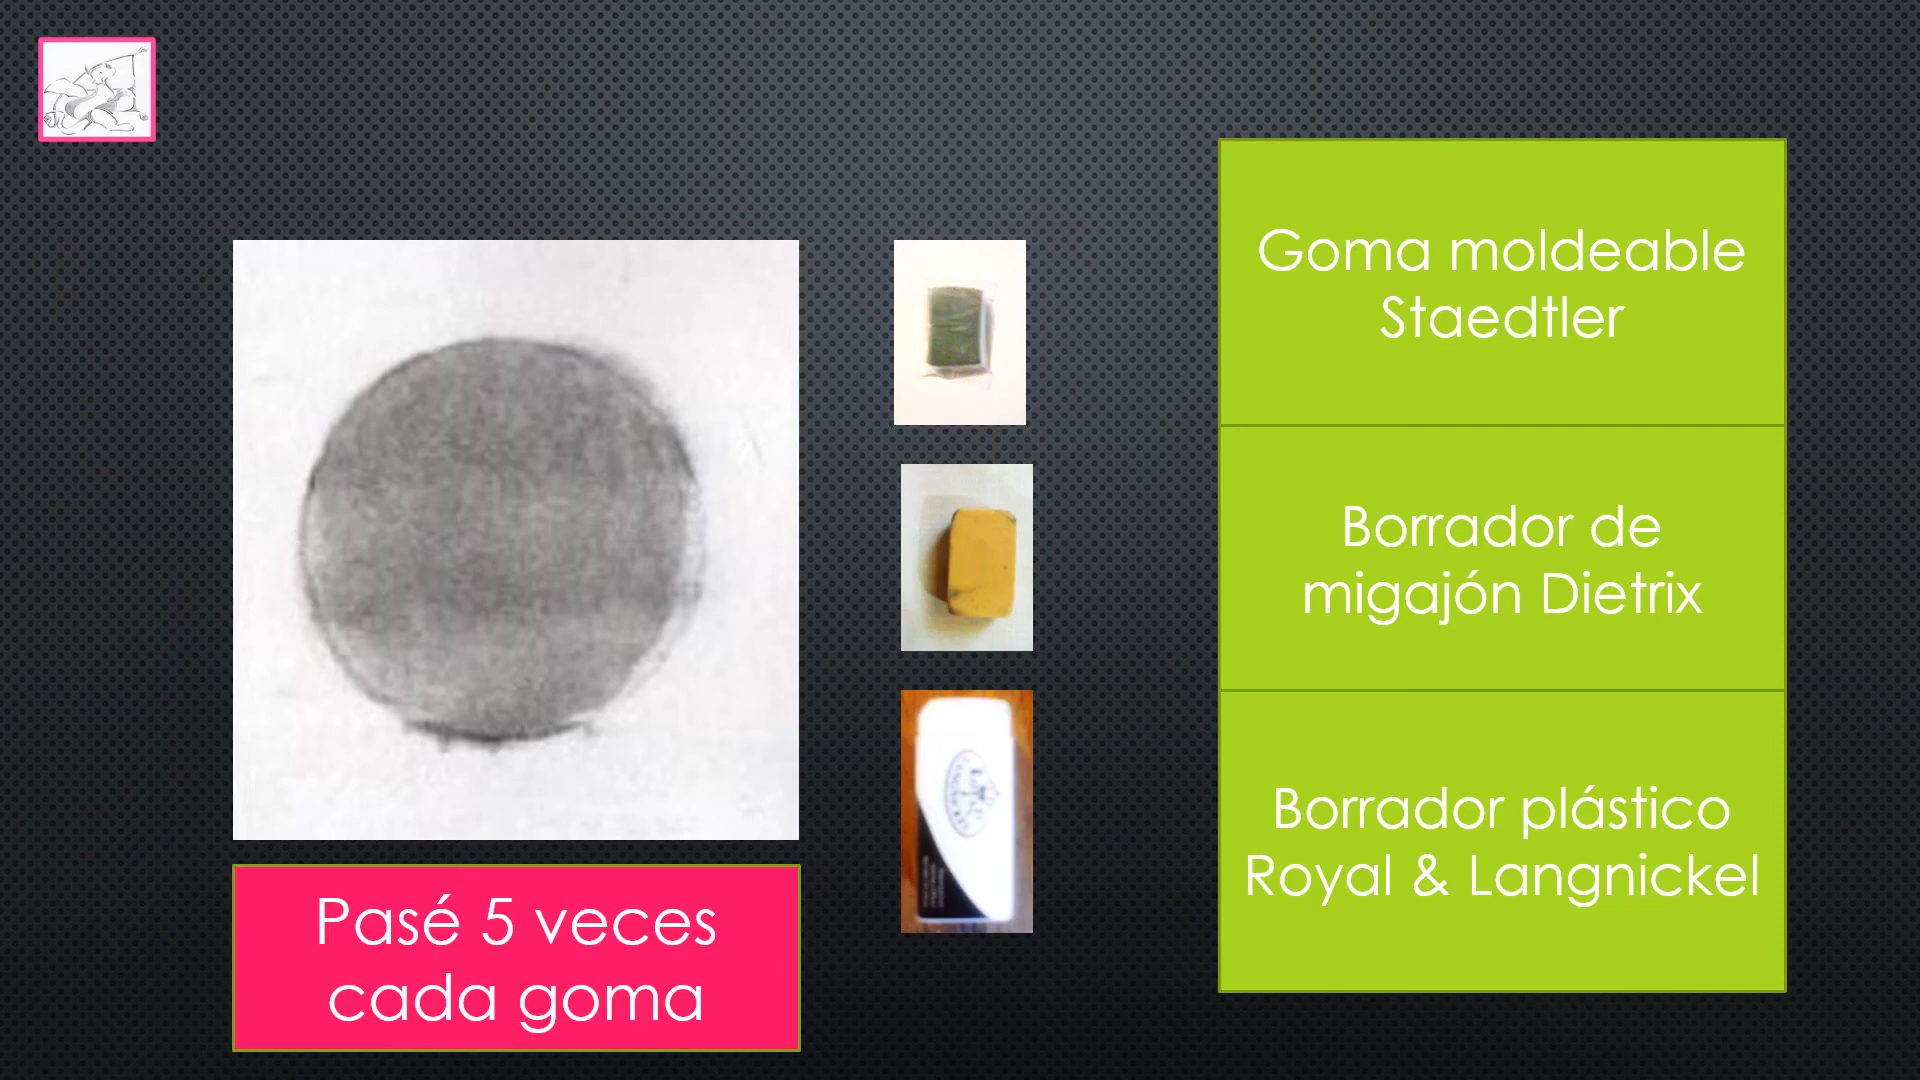 Goma moldeable
Staedtler
Borrador de
migajón Dietrix
Borrador plástico
Royal & Langnickel
Pasé 5 veces
cada goma